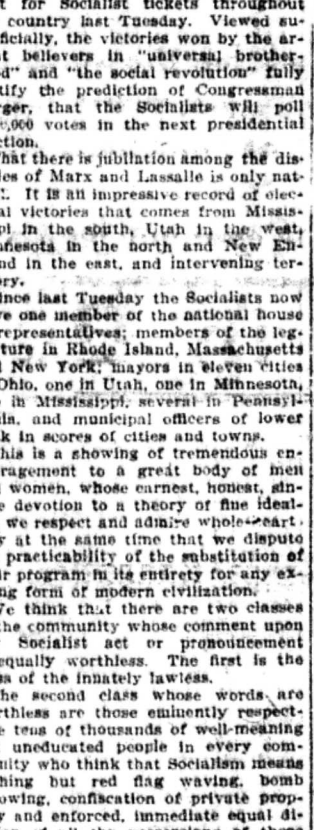 t for Socialist tickets throughout
country last Tuesday. Viewed su-
ficially, the victories won by the ar-
t believers in "universal brother-
d" and "the social revolution" fully
tify the prediction of Congressman
rger, that the Socialists will poll
,000 votes in the next presidential
ction.
hat there is jubilation among the dis-
les of Marx and Lassalle is only nat-
l. It is an impressive record of elec-
al victories that comes from Missis-
pi in the south, Utah in the west,
nnesota in the north and New En-
nd in the east, and intervening ter-
ry.
ince last Tuesday the Socialists now
e one member of the national house
representatives; members of the leg-
ture in Rhode Island, Massachusetts
l New York; mayors in eleven cities
Ohio, one in Utah, one in Minnesota,
e in Mississippi, several in Pennsyl-
ia, and municipal officers of lower
k in scores of cities and towns.
his is a showing of tremendous en-
ragement to a great body of men
l women, whose earnest, honest, sin-
e devotion to a theory of fine ideal-
we respect and admire whole-heart-
y at the same time that we dispute
practicability of the substitution of
ir program in its entirety for any ex-
ng form of modern civilization.
Ve think that there are two classes
the community whose comment upon
Socialist act or pronouncement
equally worthless. The first is the
ss of the innately lawless.
he second class whose words are
rthless are those eminently respect-
e tens of thousands of well-meaning
uneducated people in every com-
nity who think that Socialism means
hing but red flag waving, bomb
owing, confiscation of private prop-
y and enforced, immediate equal di-